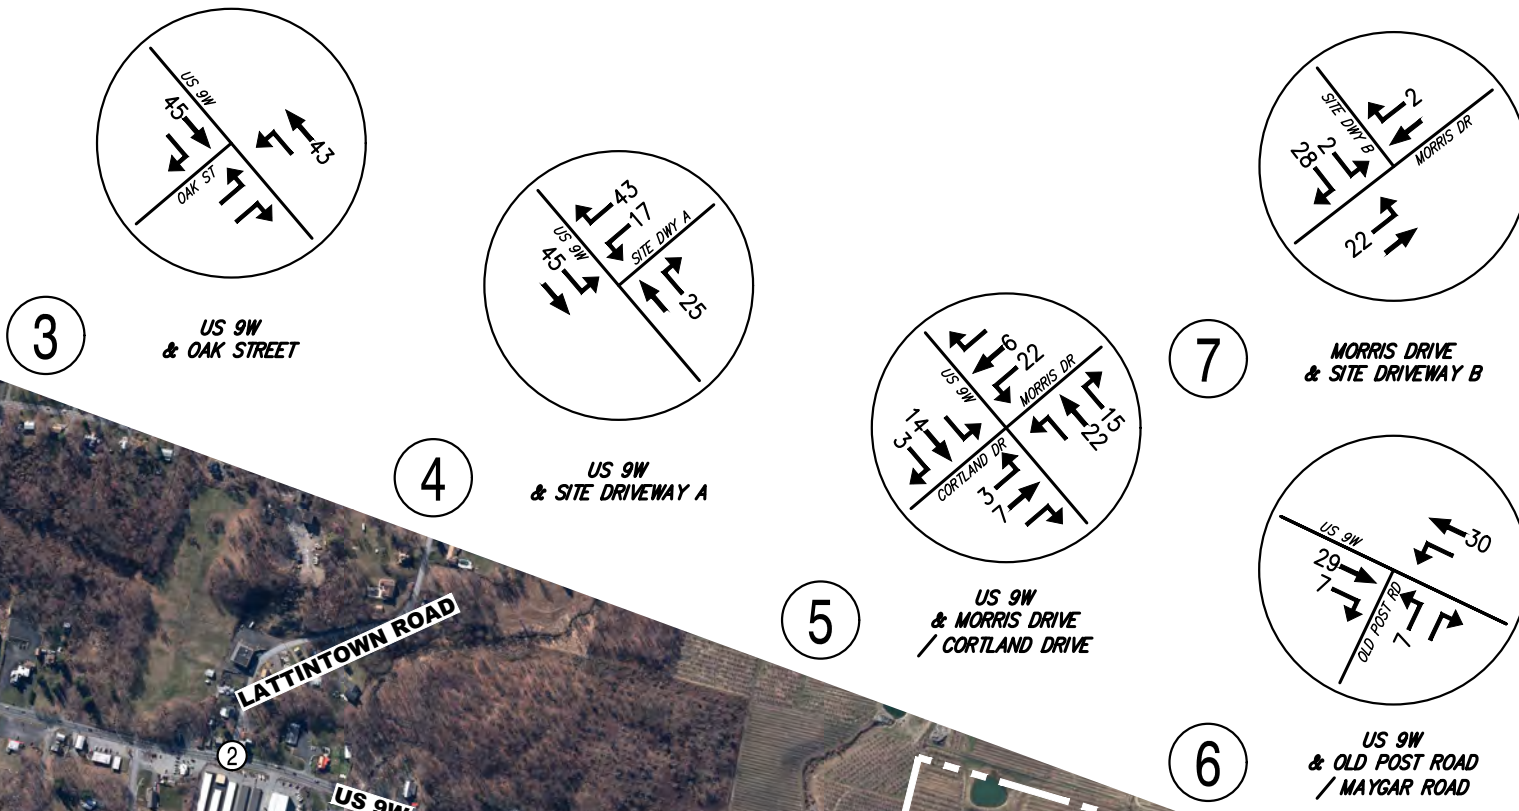 US 9W
45
43
OAK ST
3
US 9W
& OAK STREET
43
17
US 9W
SITE DWY A
45
25
4
US 9W
& SITE DRIVEWAY A
6
22
US 9W
MORRIS DR
14
3
15
22
CORTLAND DR
3
7
5
US 9W
& MORRIS DRIVE
/ CORTLAND DRIVE
2
SITE DWY B
MORRIS DR
2
28
22
7
MORRIS DRIVE
& SITE DRIVEWAY B
US 9W
30
29
7
OLD POST RD
7
6
US 9W
& OLD POST ROAD
/ MAYGAR ROAD
LATTINTOWN ROAD
2
US 9W